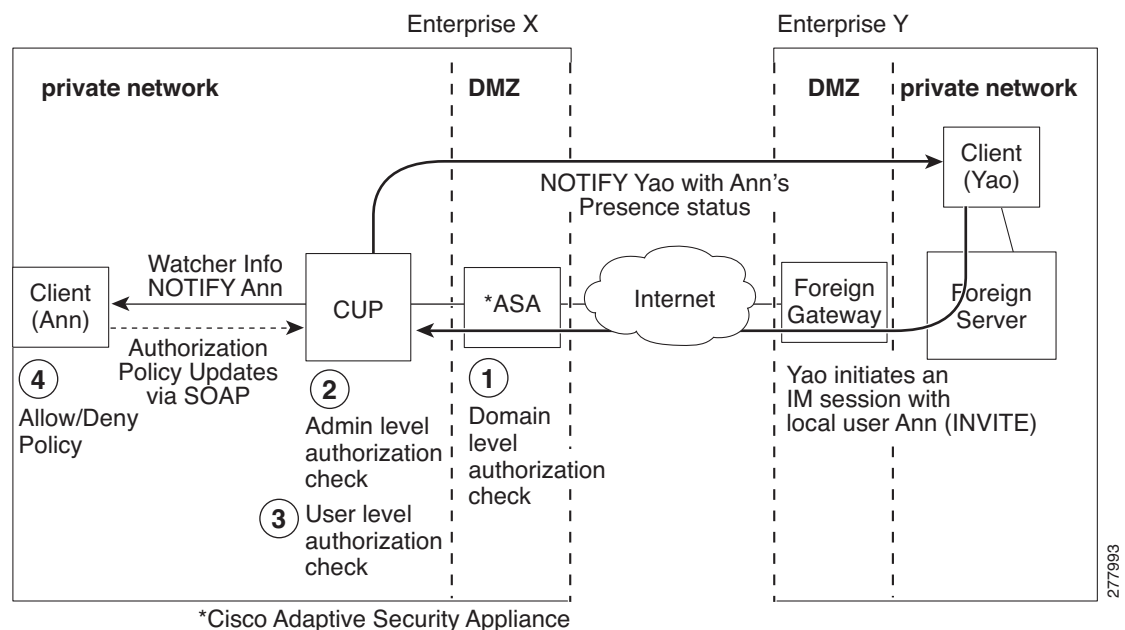 Enterprise X
Enterprise Y
private network
DMZ
DMZ
private network
Client
(Yao)
NOTIFY Yao with Ann's
Presence status
Watcher Info
NOTIFY Ann
Client
(Ann)
CUP
*ASA
Internet
Foreign
Gateway
Foreign
Server
Authorization
Policy Updates
via SOAP
4
Allow/Deny
Policy
2
Admin level
authorization
check
1
Domain
level
authorization
check
Yao initiates an
IM session with
local user Ann (INVITE)
3
User level
authorization
check
277993
*Cisco Adaptive Security Appliance